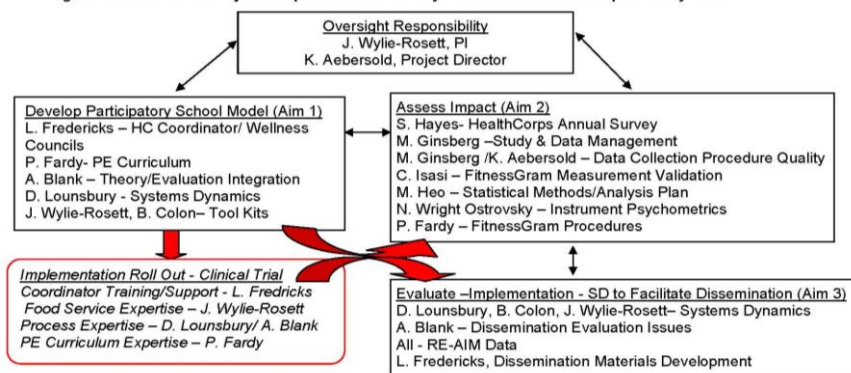 Oversight Responsibility
J. Wylie-Rosett, PI
K. Aebersold, Project Director
Develop Participatory School Model (Aim 1)
L. Fredericks – HC Coordinator/ Wellness
Councils
P. Fardy- PE Curriculum
A. Blank – Theory/Evaluation Integration
D. Lounsbury - Systems Dynamics
J. Wylie-Rosett, B. Colon– Tool Kits
Assess Impact (Aim 2)
S. Hayes- HealthCorps Annual Survey
M. Ginsberg –Study & Data Management
M. Ginsberg /K. Aebersold – Data Collection Procedure Quality
C. Isasi – FitnessGram Measurement Validation
M. Heo – Statistical Methods/Analysis Plan
N. Wright Ostrovsky – Instrument Psychometrics
P. Fardy – FitnessGram Procedures
Implementation Roll Out - Clinical Trial
Coordinator Training/Support - L. Fredricks
Food Service Expertise – J. Wylie-Rosett
Process Expertise – D. Lounsbury/ A. Blank
PE Curriculum Expertise – P. Fardy
Evaluate –Implementation - SD to Facilitate Dissemination (Aim 3)
D. Lounsbury, B. Colon, J. Wylie-Rosett– Systems Dynamics
A. Blank – Dissemination Evaluation Issues
All - RE-AIM Data
L. Fredericks, Dissemination Materials Development